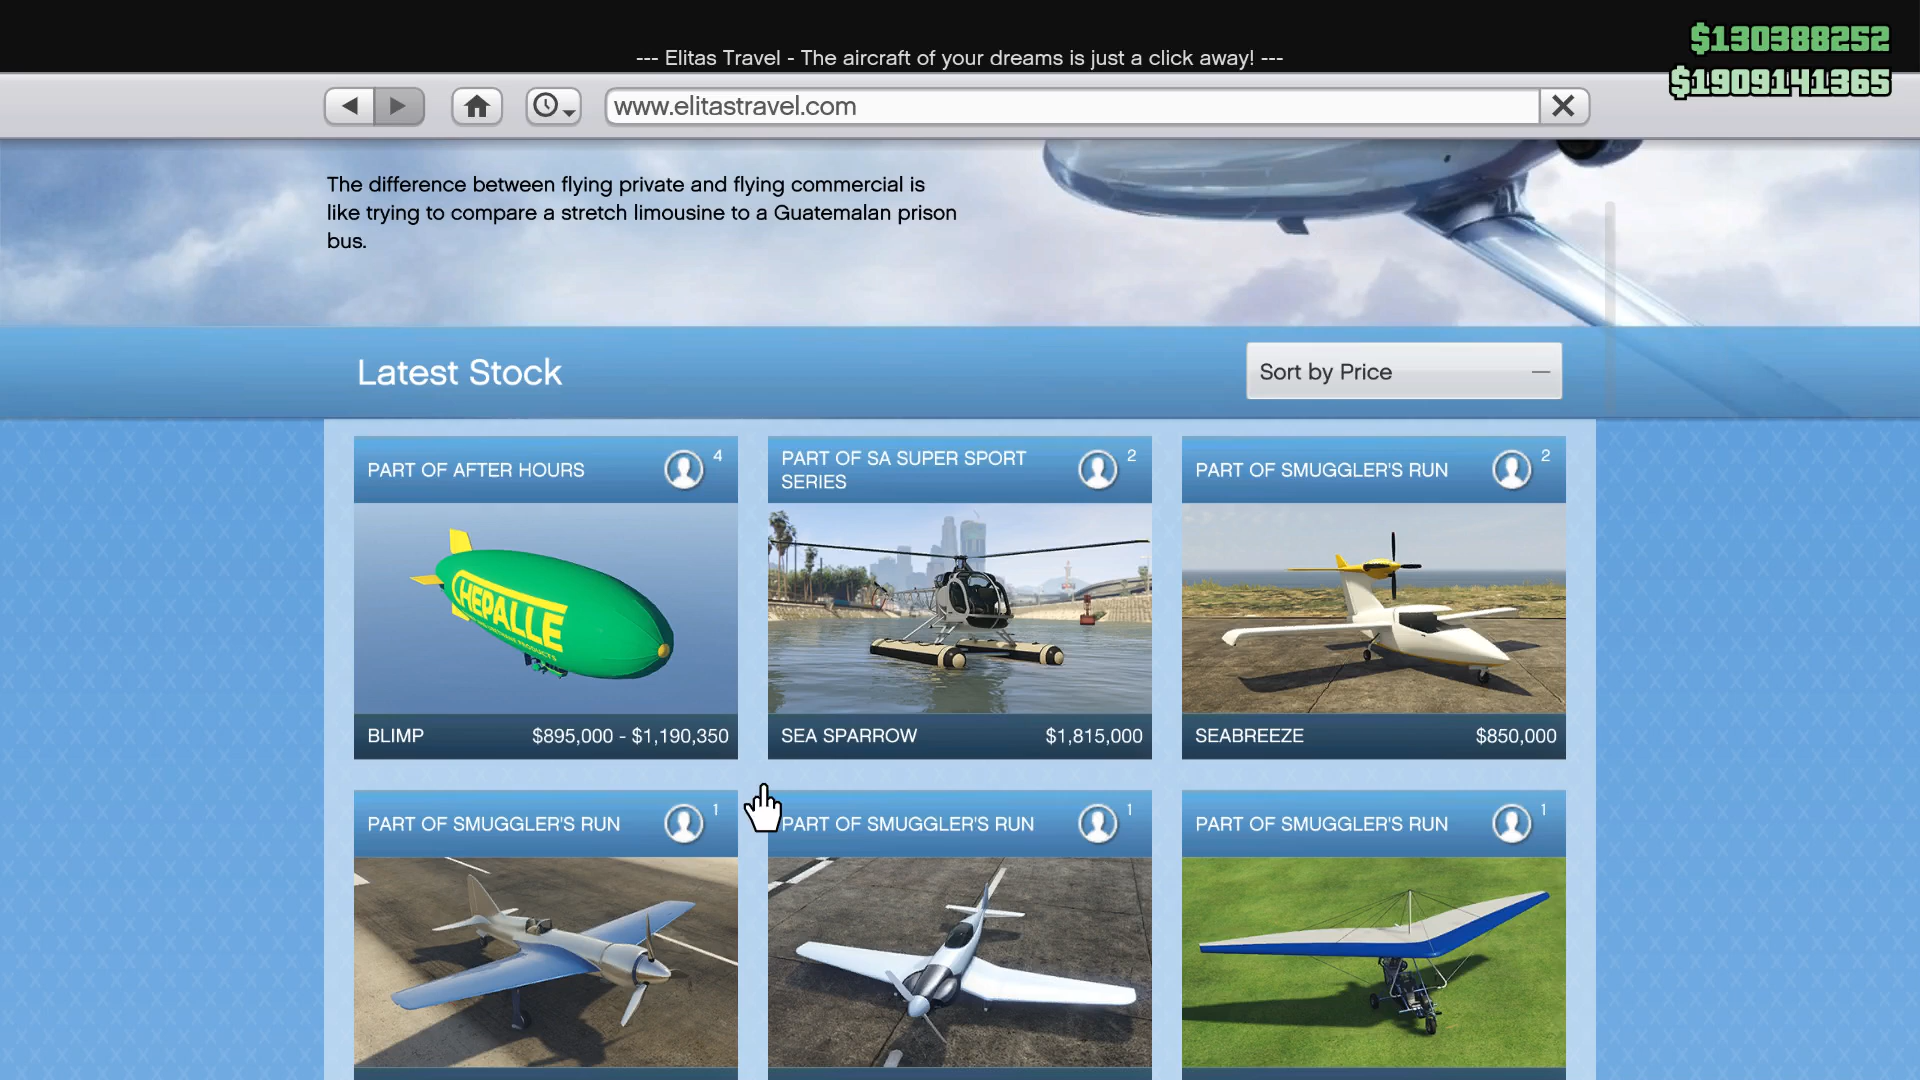 --- Elitas Travel - The aircraft of your dreams is just a click away! ---
$130388252
$1909141365
www.elitastravel.com
The difference between flying private and flying commercial is
like trying to compare a stretch limousine to a Guatemalan prison
bus.
Latest Stock
Sort by Price
PART OF AFTER HOURS
4
PART OF SA SUPER SPORT
SERIES
2
PART OF SMUGGLER'S RUN
2
CHEPALLE
BLIMP
$895,000 - $1,190,350
SEA SPARROW
$1,815,000
SEABREEZE
$850,000
PART OF SMUGGLER'S RUN
1
PART OF SMUGGLER'S RUN
1
PART OF SMUGGLER'S RUN
1